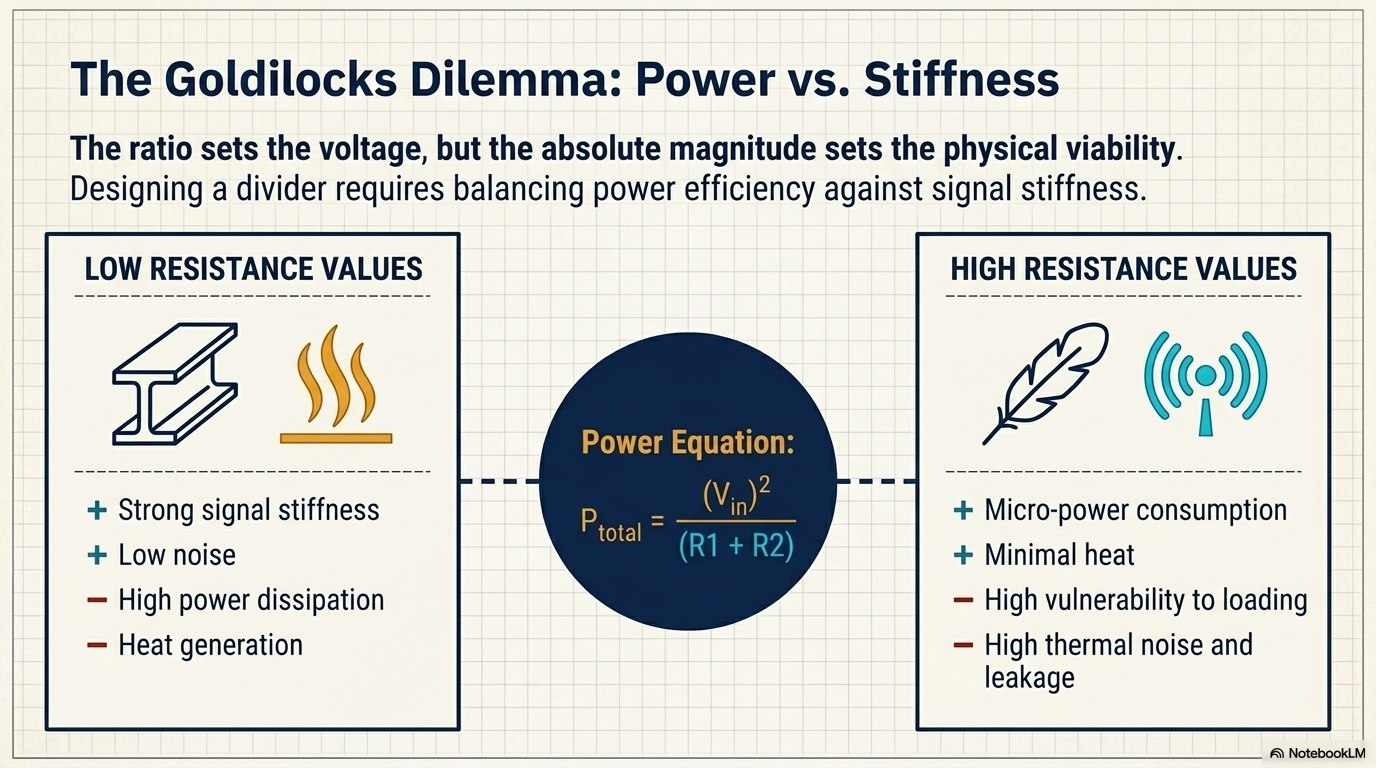 The Goldilocks Dilemma: Power vs. Stiffness
The ratio sets the voltage, but the absolute magnitude sets the physical viability.
Designing a divider requires balancing power efficiency against signal stiffness.
LOW RESISTANCE VALUES
+ Strong signal stiffness
+ Low noise
− High power dissipation
− Heat generation
Power Equation:
P_total = (V_in)² / (R1 + R2)
HIGH RESISTANCE VALUES
+ Micro-power consumption
+ Minimal heat
− High vulnerability to loading
− High thermal noise and
leakage
NotebookLM